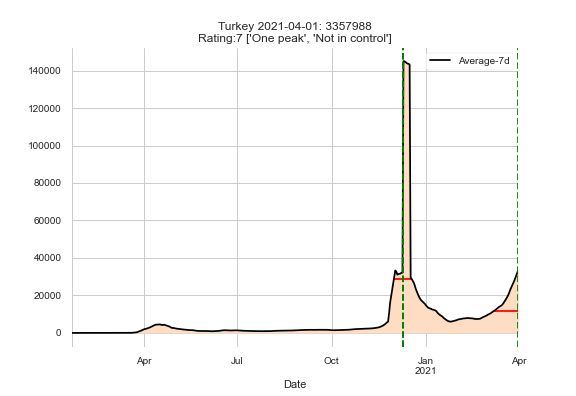 Turkey 2021-04-01: 3357988
Rating:7 ['One peak', 'Not in control']
Average-7d
140000
120000
100000
80000
60000
40000
20000
0
Apr
Jul
Oct
Jan
2021
Apr
Date